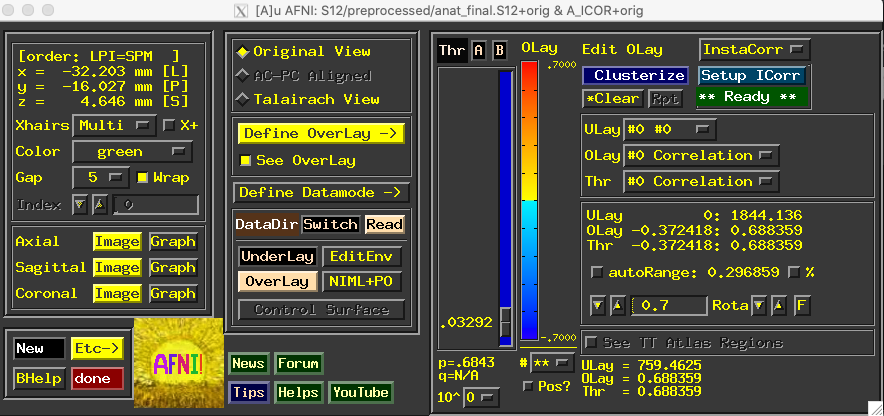 [A]u AFNI: S12/preprocessed/anat_final.S12+orig & A_ICOR+orig
[order: LPI=SPM ]
x = -32.203 mm [L]
y = -16.027 mm [P]
z = 4.646 mm [S]
Xhairs Multi X+
Color green
Gap 5 Wrap
Index 0
Axial Image Graph
Sagittal Image Graph
Coronal Image Graph
New Etc->
BHelp done
AFNI!
Original View
AC-PC Aligned
Talairach View
Define OverLay ->
See OverLay
Define Datamode ->
DataDir Switch Read
UnderLay EditEnv
OverLay NIML+PO
Control Surface
News Forum
Tips Helps YouTube
Thr A B OLay
.7000
.03292
-.7000
p=.6843
q=N/A
10^ 0
# **
Pos?
Edit OLay InstaCorr
Clusterize Setup ICorr
*Clear Rpt ** Ready **
ULay #0 #0
OLay #0 Correlation
Thr #0 Correlation
ULay 0: 1844.136
OLay -0.372418: 0.688359
Thr -0.372418: 0.688359
autoRange: 0.296859 %
0.7 Rota F
See TT Atlas Regions
ULay = 759.4625
OLay = 0.688359
Thr = 0.688359